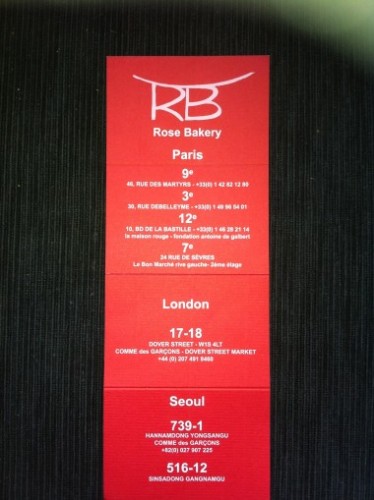 RB
Rose Bakery
Paris
9e
46, RUE DES MARTYRS - +33(0) 1 42 82 12 80
3e
30, RUE DEBELLEYME - +33(0) 1 49 96 54 01
12e
10, BD DE LA BASTILLE - +33(0) 1 46 28 21 14
la maison rouge - fondation antoine de galbert
7e
24 RUE DE SÈVRES
Le Bon Marché rive gauche- 2ème étage
London
17-18
DOVER STREET - W1S 4LT
COMME des GARÇONS - DOVER STREET MARKET
+44 (0) 207 491 9465
Seoul
739-1
HANNAMDONG YONGSANGU
COMME des GARÇONS
+82(0) 027 907 225
516-12
SINSADONG GANGNAMGU